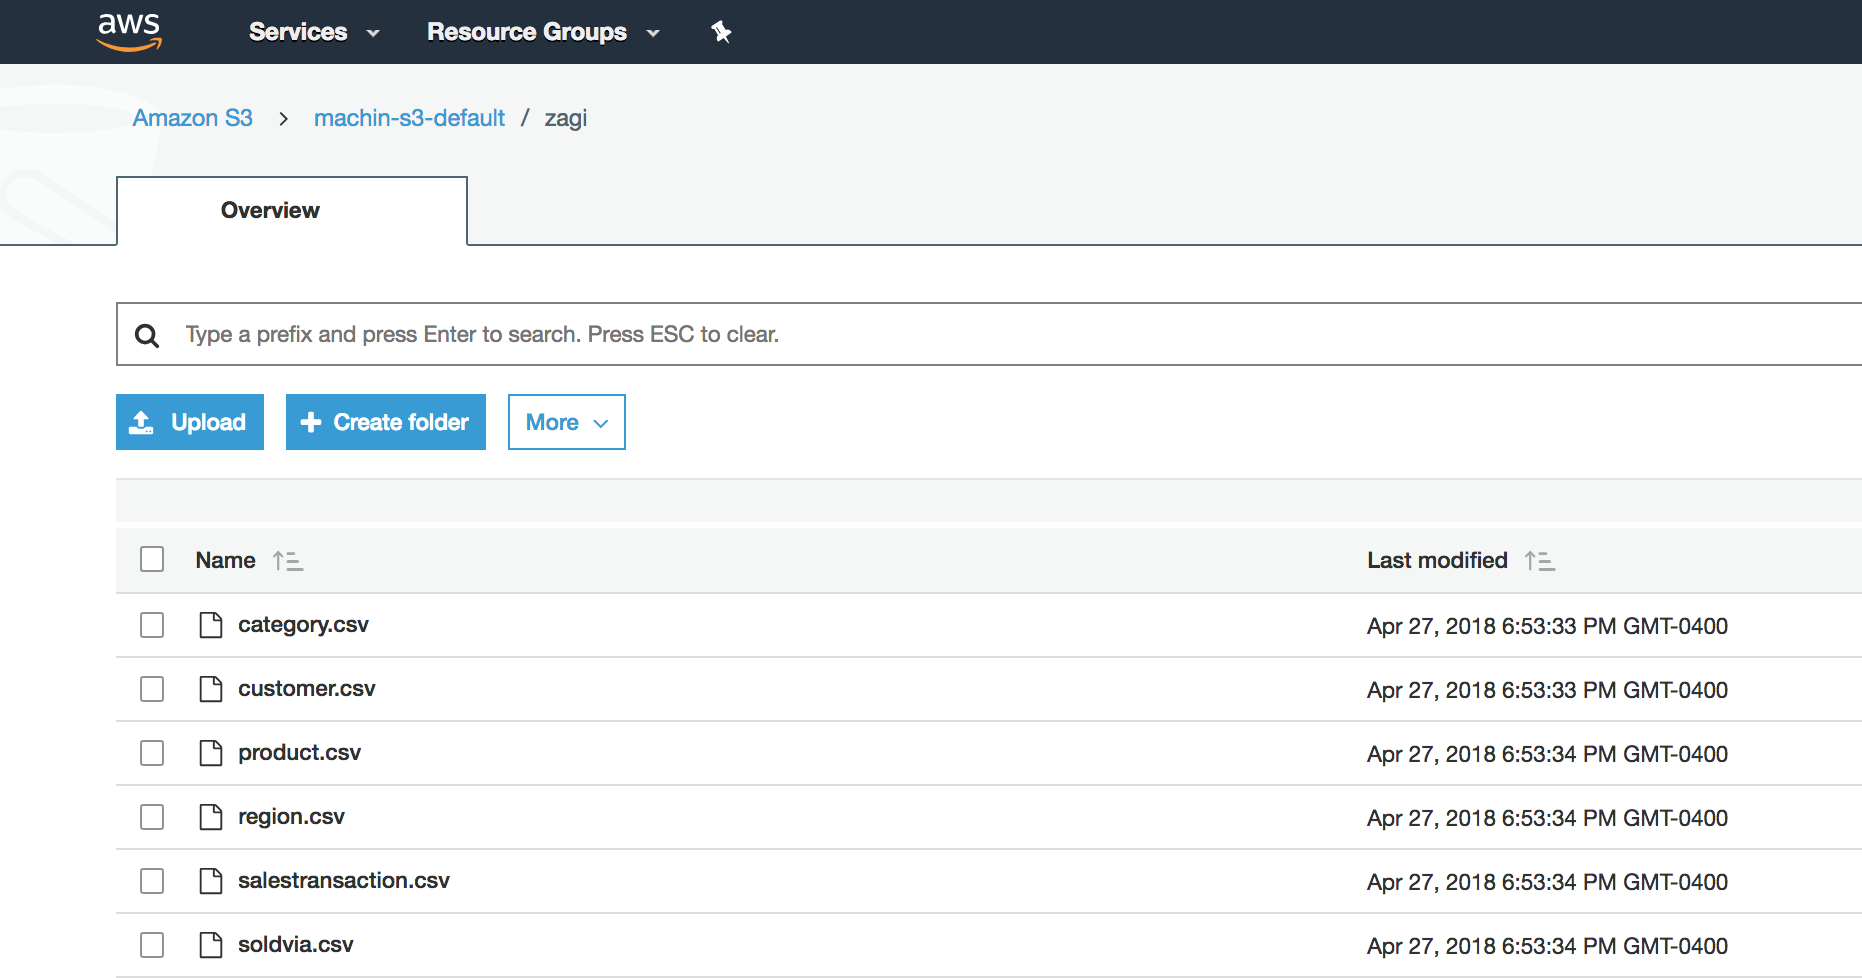 aws Services Resource Groups
Amazon S3 > machin-s3-default / zagi
Overview
Type a prefix and press Enter to search. Press ESC to clear.
Upload Create folder More
Name Last modified
category.csv Apr 27, 2018 6:53:33 PM GMT-0400
customer.csv Apr 27, 2018 6:53:33 PM GMT-0400
product.csv Apr 27, 2018 6:53:34 PM GMT-0400
region.csv Apr 27, 2018 6:53:34 PM GMT-0400
salestransaction.csv Apr 27, 2018 6:53:34 PM GMT-0400
soldvia.csv Apr 27, 2018 6:53:34 PM GMT-0400